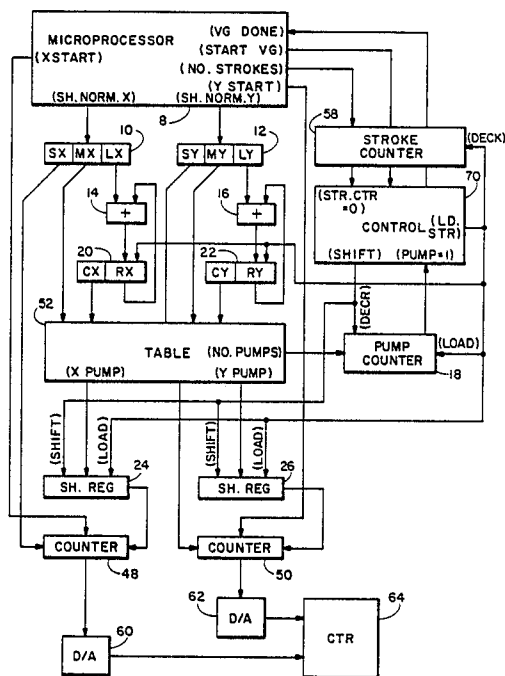 MICROPROCESSOR
(VG DONE)
(START VG)
(XSTART)
(NO. STROKES)
(Y START)
(SH. NORM. X)
(SH. NORM.Y)
8
10
SX MX LX
12
SY MY LY
58
STROKE
COUNTER
(DECK)
70
14
+
16
+
(STR.CTR
=0)
CONTROL
(LD.
STR)
(SHIFT)
(PUMP=1)
20
CX RX
22
CY RY
52
TABLE
(NO. PUMPS)
(X PUMP)
(Y PUMP)
(DECR)
PUMP
COUNTER
18
(LOAD)
(SHIFT)
(LOAD)
(SHIFT)
(LOAD)
24
SH. REG
26
SH. REG
COUNTER
48
COUNTER
50
62
D/A
64
CTR
60
D/A